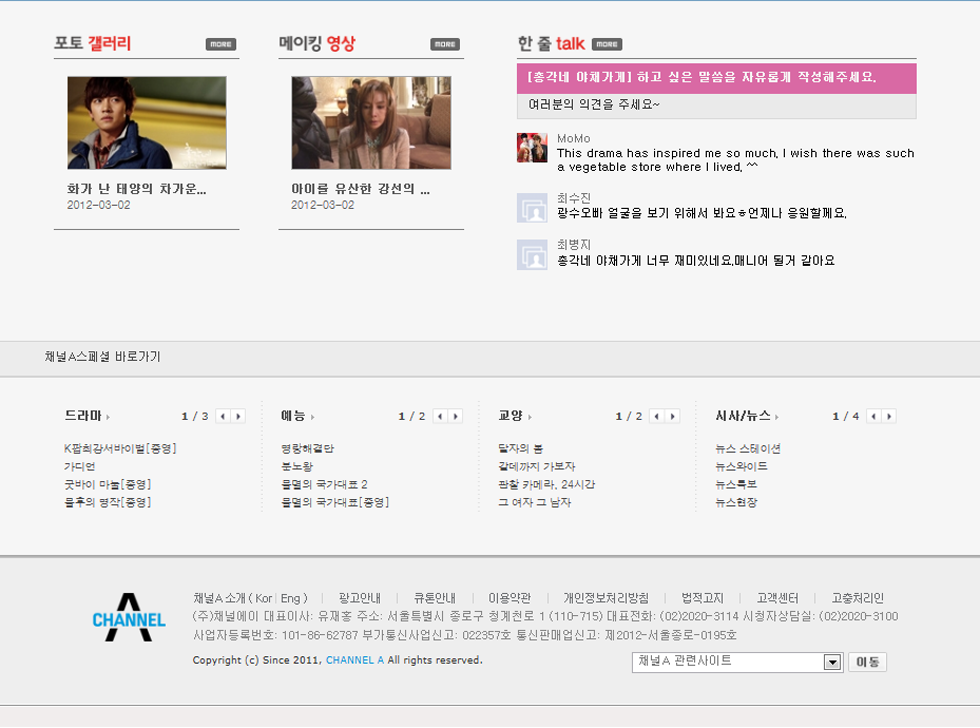 포토 갤러리 MORE
메이킹 영상 MORE
한 줄 talk MORE
[총각네 야채가게] 하고 싶은 말씀을 자유롭게 작성해주세요.
여러분의 의견을 주세요~
화가 난 태양의 차가운...
2012-03-02
아이를 유산한 강선의 ...
2012-03-02
MoMo
This drama has inspired me so much, I wish there was such
a vegetable store where I lived, ^^
최수진
광수오빠 얼굴을 보기 위해서 봐요ㅎ언제나 응원할께요.
최병지
총각네 야채가게 너무 재미있네요.매니어 될거 같아요
채널A스페셜 바로가기
드라마 1 / 3
K팝최강서바이벌[종영]
가디언
굿바이 마눌[종영]
불후의 명작[종영]
예능 1 / 2
명랑해결단
분노왕
불멸의 국가대표 2
불멸의 국가대표[종영]
교양 1 / 2
달자의 봄
갈데까지 가보자
관찰 카메라, 24시간
그 여자 그 남자
시사/뉴스 1 / 4
뉴스 스테이션
뉴스와이드
뉴스특보
뉴스현장
CHANNEL A
채널A 소개 ( Kor | Eng ) | 광고안내 | 큐톤안내 | 이용약관 | 개인정보처리방침 | 법적고지 | 고객센터 | 고충처리인
(주)채널에이 대표이사: 유재홍 주소: 서울특별시 종로구 청계천로 1 (110-715) 대표전화: (02)2020-3114 시청자상담실: (02)2020-3100
사업자등록번호: 101-86-62787 부가통신사업신고: 022357호 통신판매업신고: 제2012-서울종로-0195호
Copyright (c) Since 2011, CHANNEL A All rights reserved.
채널A 관련사이트 이동